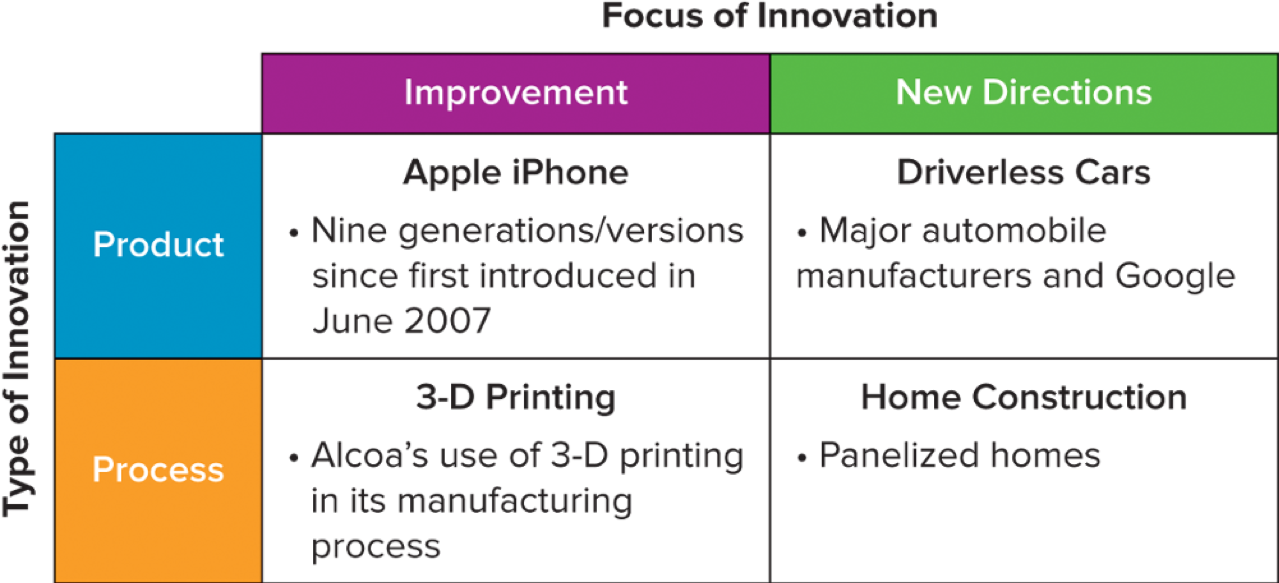 Focus of Innovation
Improvement
New Directions
Type of Innovation
Product
Apple iPhone
• Nine generations/versions
since first introduced in
June 2007
Driverless Cars
• Major automobile
manufacturers and Google
Process
3-D Printing
• Alcoa’s use of 3-D printing
in its manufacturing
process
Home Construction
• Panelized homes